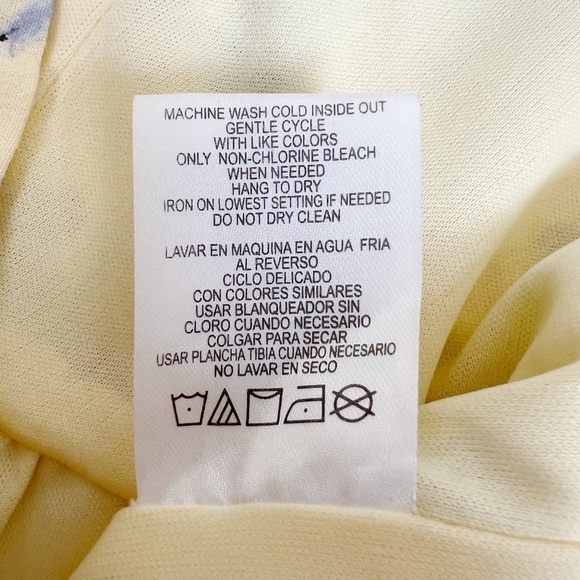 MACHINE WASH COLD INSIDE OUT
GENTLE CYCLE
WITH LIKE COLORS
ONLY NON-CHLORINE BLEACH
WHEN NEEDED
HANG TO DRY
IRON ON LOWEST SETTING IF NEEDED
DO NOT DRY CLEAN
LAVAR EN MAQUINA EN AGUA FRIA
AL REVERSO
CICLO DELICADO
CON COLORES SIMILARES
USAR BLANQUEADOR SIN
CLORO CUANDO NECESARIO
COLGAR PARA SECAR
USAR PLANCHA TIBIA CUANDO NECESARIO
NO LAVAR EN SECO